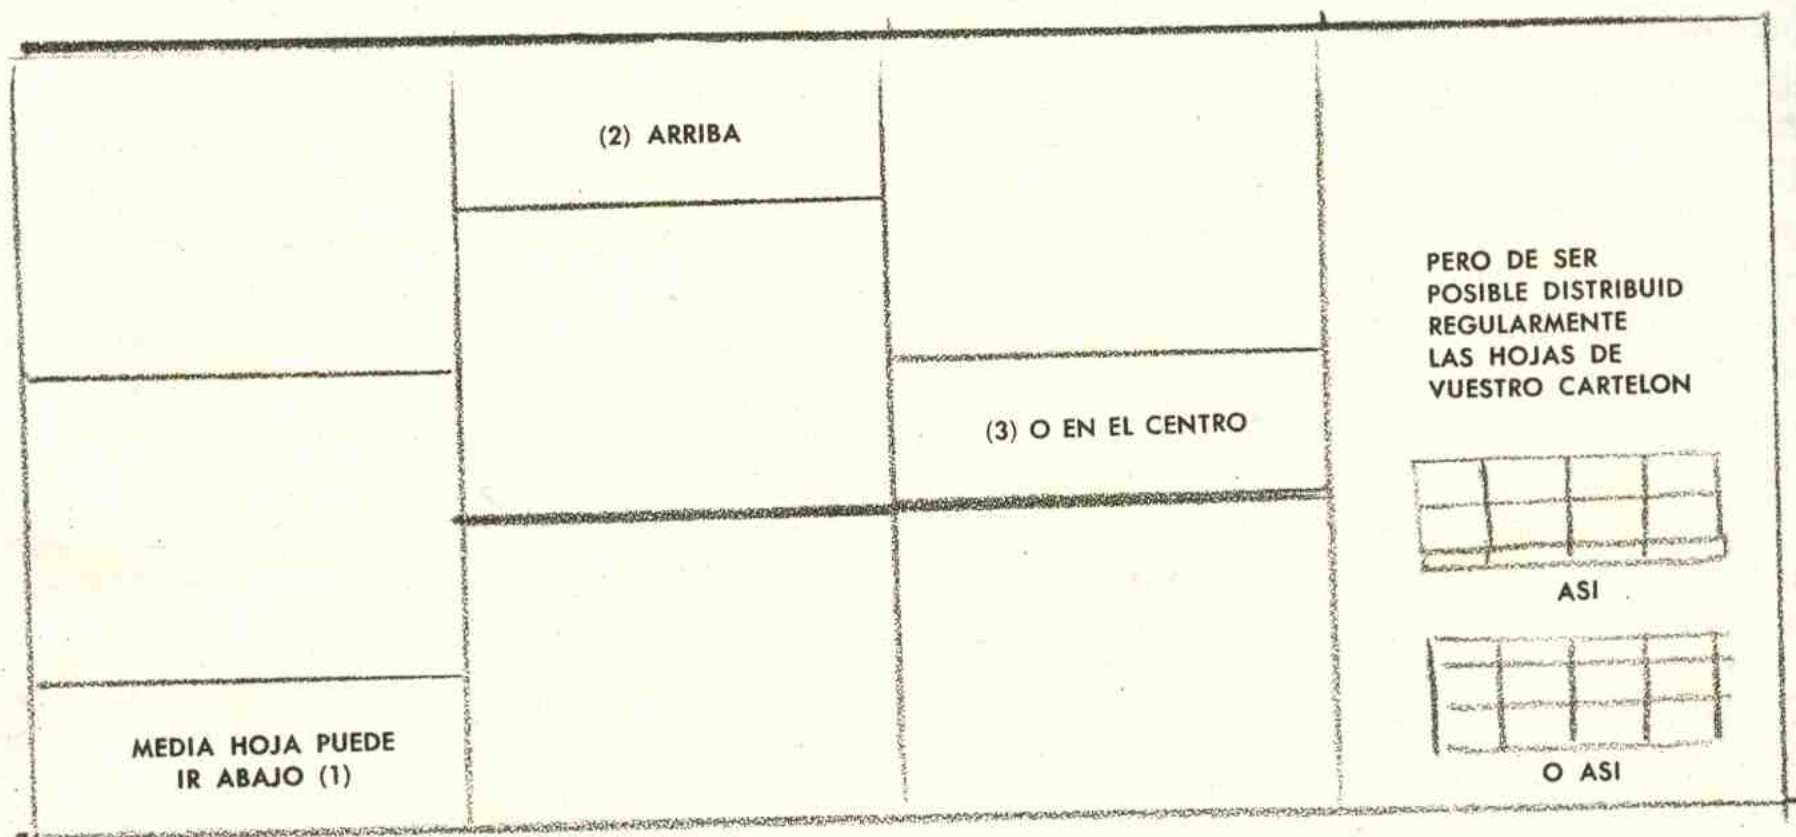 MEDIA HOJA PUEDE
IR ABAJO (1)
(2) ARRIBA
(3) O EN EL CENTRO
PERO DE SER
POSIBLE DISTRIBUID
REGULARMENTE
LAS HOJAS DE
VUESTRO CARTELON
ASI
O ASI